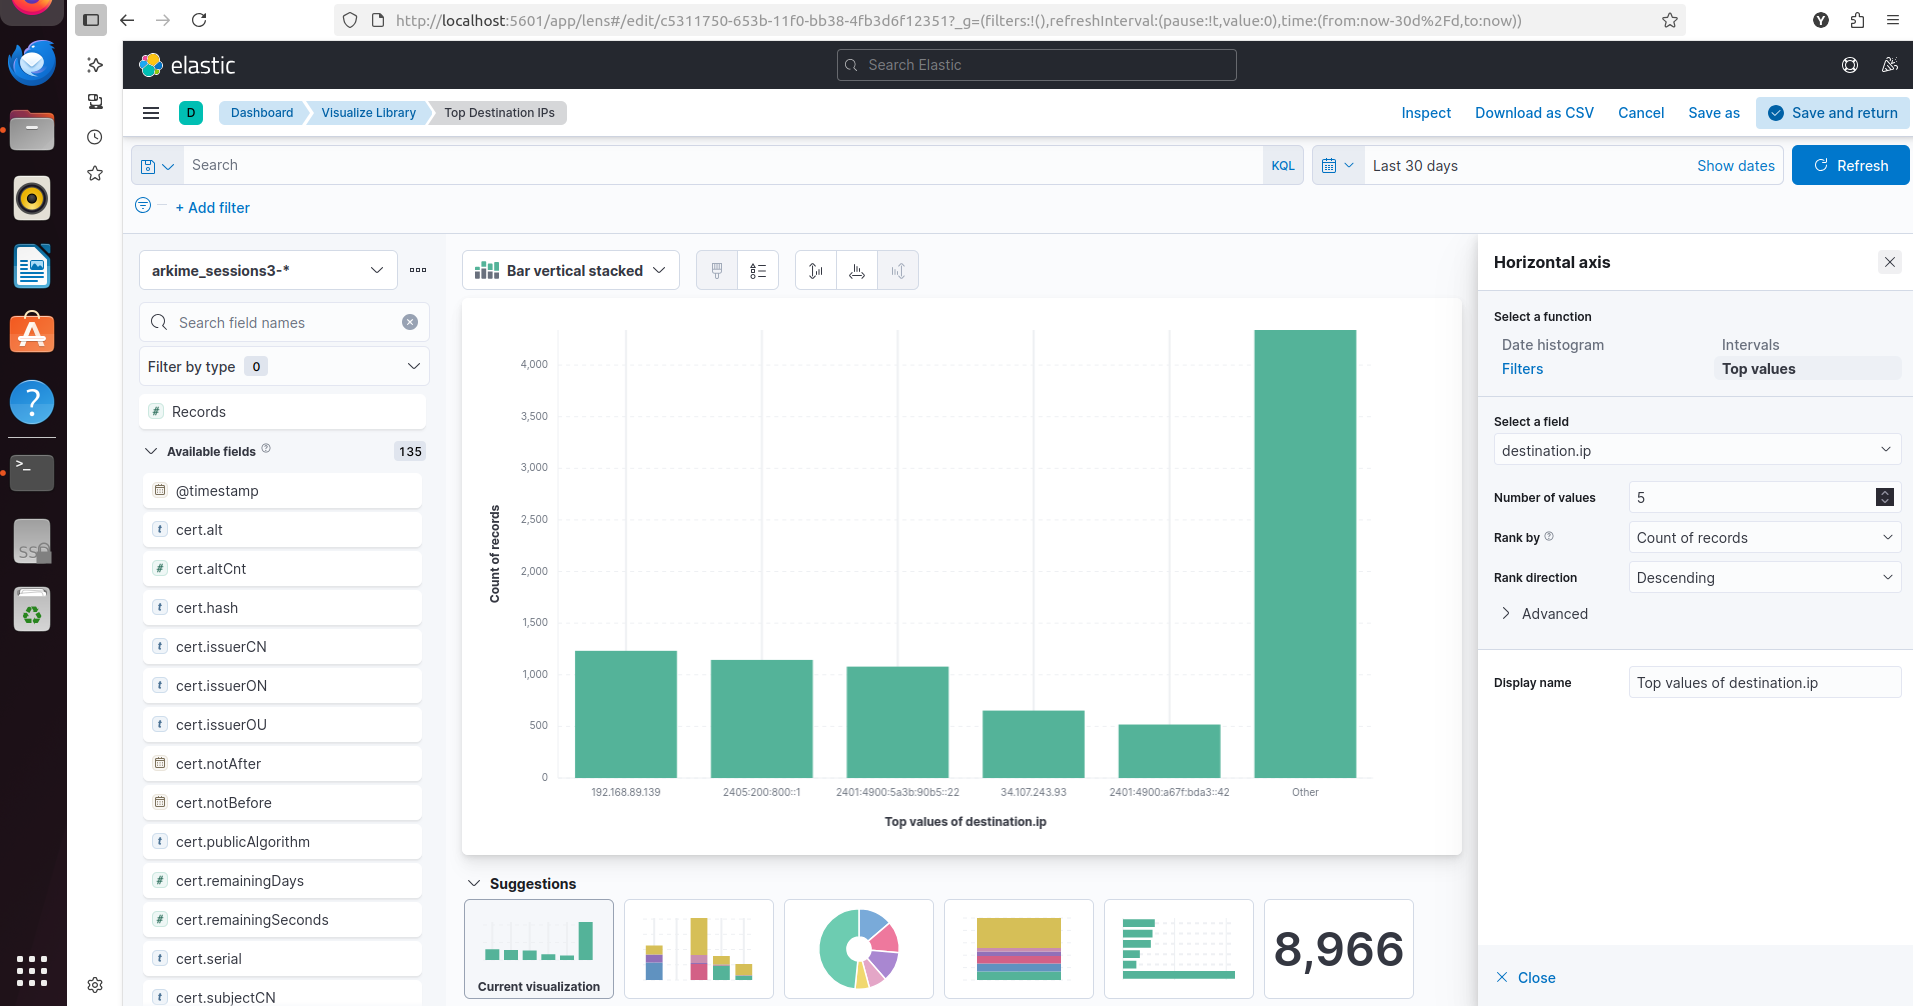 http://localhost:5601/app/lens#/edit/c5311750-653b-11f0-bb38-4fb3d6f12351?_g=(filters:!(),refreshInterval:(pause:!t,value:0),time:(from:now-30d%2Fd,to:now))
Y
elastic
Search Elastic
D
Dashboard
Visualize Library
Top Destination IPs
Inspect
Download as CSV
Cancel
Save as
Save and return
Search
KQL
Last 30 days
Show dates
Refresh
+ Add filter
arkime_sessions3-*
Search field names
Filter by type 0
# Records
Available fields 135
@timestamp
t cert.alt
# cert.altCnt
t cert.hash
t cert.issuerCN
t cert.issuerON
t cert.issuerOU
cert.notAfter
cert.notBefore
t cert.publicAlgorithm
# cert.remainingDays
# cert.remainingSeconds
t cert.serial
t cert.subjectCN
Bar vertical stacked
Count of records
4,000
3,500
3,000
2,500
2,000
1,500
1,000
500
0
192.168.89.139
2405:200:800::1
2401:4900:5a3b:90b5::22
34.107.243.93
2401:4900:a67f:bda3::42
Other
Top values of destination.ip
Suggestions
Current visualization
8,966
Horizontal axis
Select a function
Date histogram
Intervals
Filters
Top values
Select a field
destination.ip
Number of values
5
Rank by
Count of records
Rank direction
Descending
Advanced
Display name
Top values of destination.ip
Close
>_
?
SS